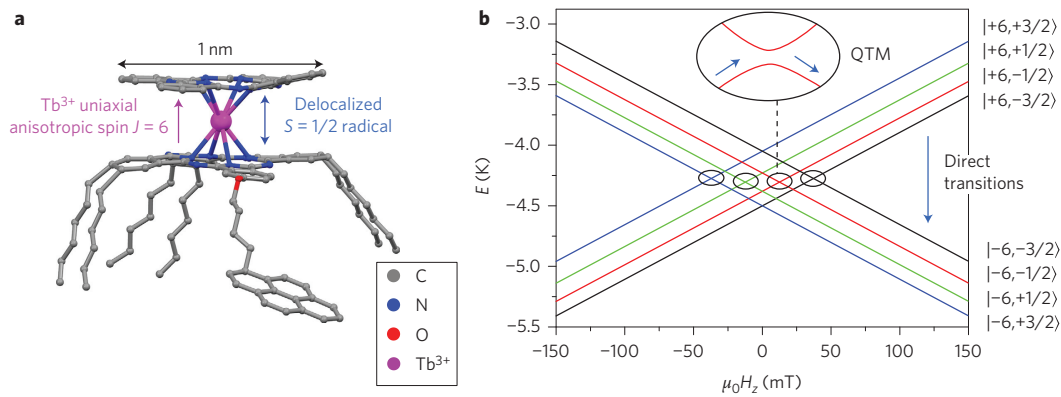 a
1 nm
Tb³⁺ uniaxial
anisotropic spin J = 6
Delocalized
S = 1/2 radical
C
N
O
Tb³⁺
b
E (K)
−3.0
−3.5
−4.0
−4.5
−5.0
−5.5
−150
−100
−50
0
50
100
150
μ₀Hz (mT)
QTM
|+6,+3/2⟩
|+6,+1/2⟩
|+6,−1/2⟩
|+6,−3/2⟩
Direct
transitions
|−6,−3/2⟩
|−6,−1/2⟩
|−6,+1/2⟩
|−6,+3/2⟩